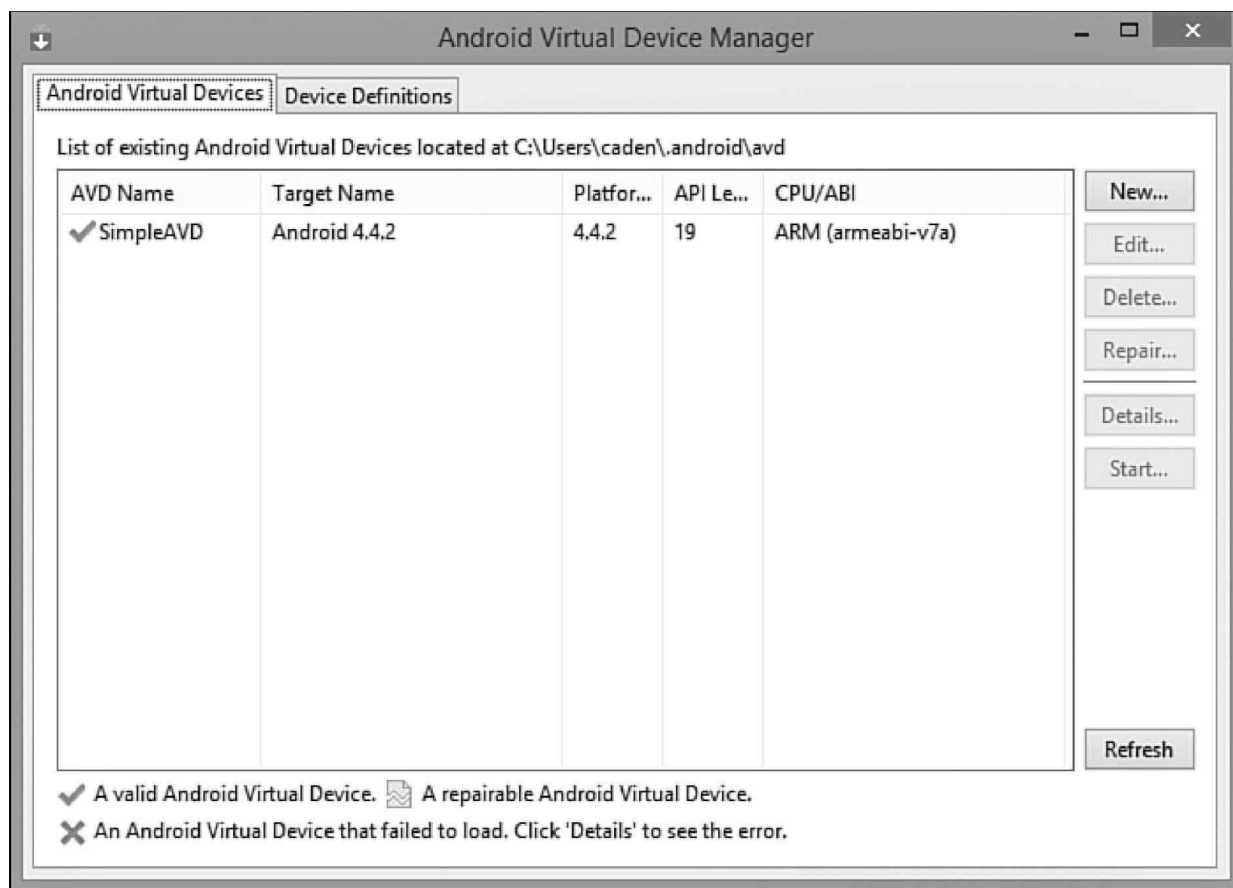 Android Virtual Device Manager
Android Virtual Devices
Device Definitions
List of existing Android Virtual Devices located at C:\Users\caden\.android\avd
AVD Name Target Name Platfor... API Le... CPU/ABI
SimpleAVD Android 4.4.2 4.4.2 19 ARM (armeabi-v7a)
New...
Edit...
Delete...
Repair...
Details...
Start...
Refresh
A valid Android Virtual Device. A repairable Android Virtual Device.
An Android Virtual Device that failed to load. Click 'Details' to see the error.